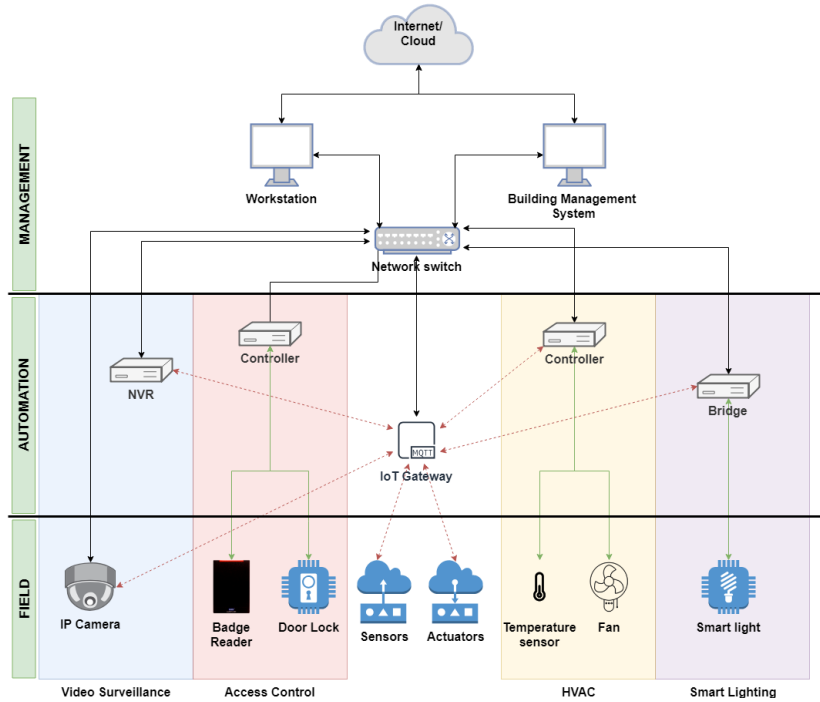 Internet/
Cloud
MANAGEMENT
Workstation
Building Management
System
Network switch
AUTOMATION
Controller
Controller
NVR
Bridge
MQTT
IoT Gateway
FIELD
IP Camera
Badge
Reader
Door Lock
Sensors
Actuators
Temperature
sensor
Fan
Smart light
Video Surveillance
Access Control
HVAC
Smart Lighting